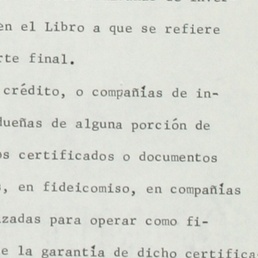 en el Libro a que se refiere
rte final.
crédito, o compañías de in-
dueñas de alguna porción de
os certificados o documentos
, en fideicomiso, en compañías
izadas para operar como fi-
e la garantía de dicho certifica